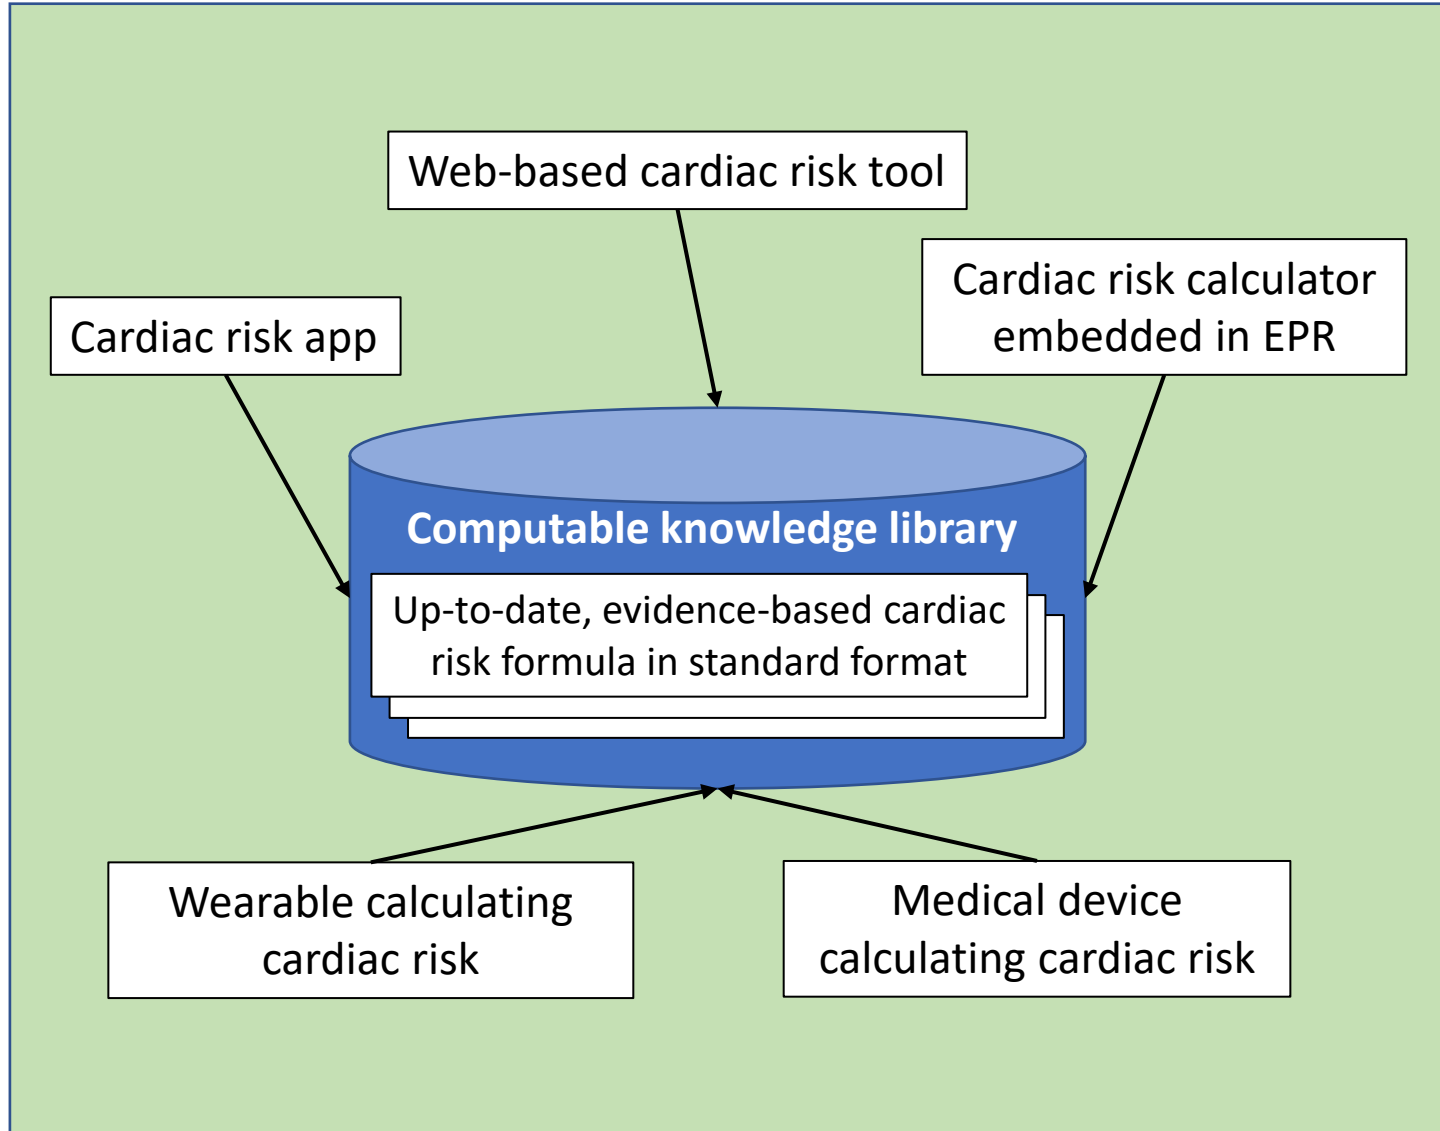 Web-based cardiac risk tool
Cardiac risk calculator
embedded in EPR
Cardiac risk app
Computable knowledge library
Up-to-date, evidence-based cardiac
risk formula in standard format
Wearable calculating
cardiac risk
Medical device
calculating cardiac risk